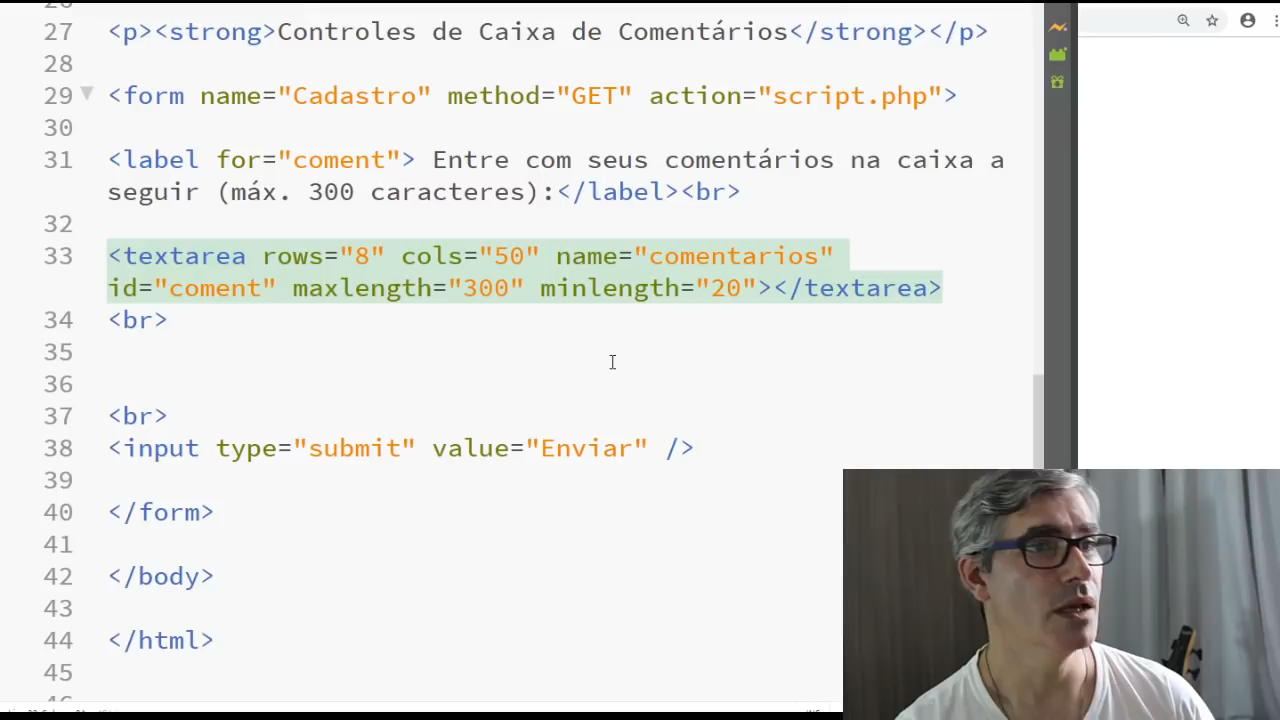 27 <p><strong>Controles de Caixa de Comentários</strong></p>
28
29 <form name="Cadastro" method="GET" action="script.php">
30
31 <label for="coment"> Entre com seus comentários na caixa a
seguir (máx. 300 caracteres):</label><br>
32
33 <textarea rows="8" cols="50" name="comentarios"
id="coment" maxlength="300" minlength="20"></textarea>
34 <br>
35
36
37 <br>
38 <input type="submit" value="Enviar" />
39
40 </form>
41
42 </body>
43
44 </html>
45